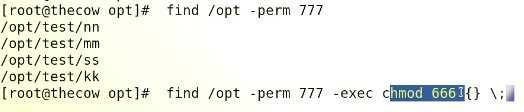 [root@thecow opt]# find /opt -perm 777
/opt/test/nn
/opt/test/mm
/opt/test/ss
/opt/test/kk
[root@thecow opt]# find /opt -perm 777 -exec chmod 666 {} \;